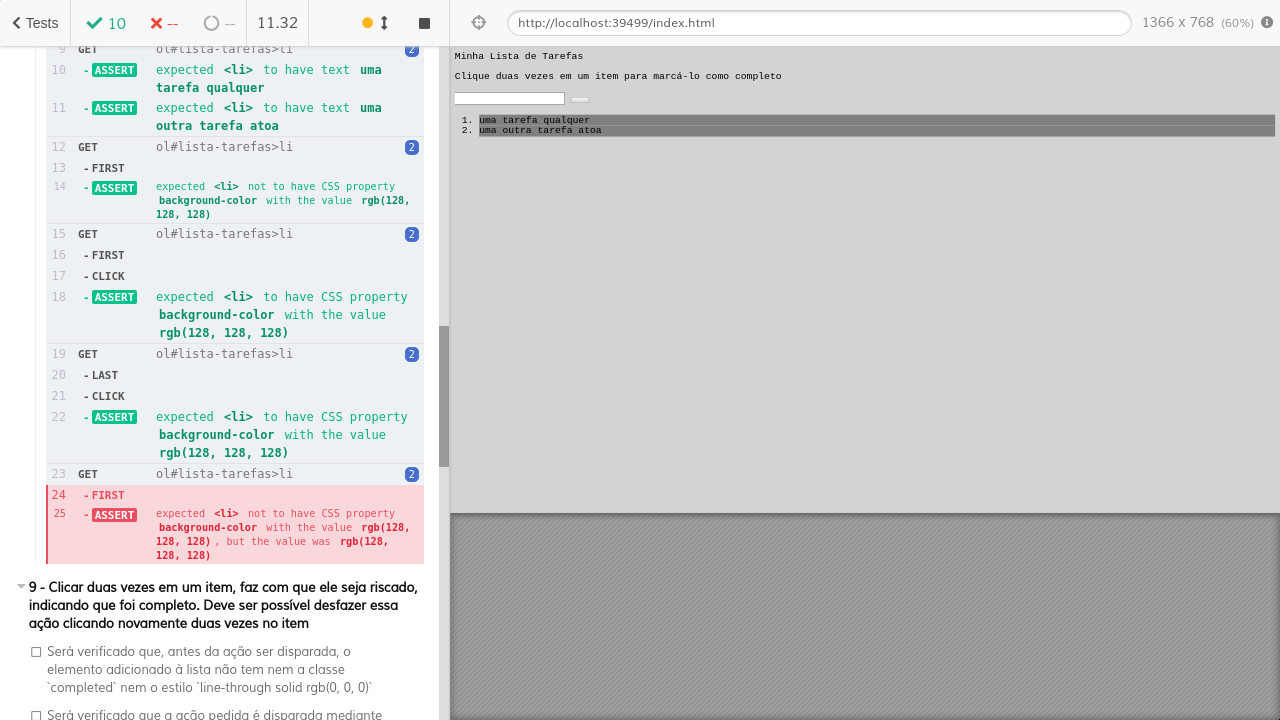 Tests
10
--
--
11.32
http://localhost:39499/index.html
1366 x 768 (60%)
9 GET ol#lista-tarefas>li 2
10 -ASSERT expected <li> to have text uma
tarefa qualquer
11 -ASSERT expected <li> to have text uma
outra tarefa atoa
12 GET ol#lista-tarefas>li 2
13 -FIRST
14 -ASSERT expected <li> not to have CSS property
background-color with the value rgb(128,
128, 128)
15 GET ol#lista-tarefas>li 2
16 -FIRST
17 -CLICK
18 -ASSERT expected <li> to have CSS property
background-color with the value
rgb(128, 128, 128)
19 GET ol#lista-tarefas>li 2
20 -LAST
21 -CLICK
22 -ASSERT expected <li> to have CSS property
background-color with the value
rgb(128, 128, 128)
23 GET ol#lista-tarefas>li 2
24 -FIRST
25 -ASSERT expected <li> not to have CSS property
background-color with the value rgb(128,
128, 128), but the value was rgb(128,
128, 128)
9 - Clicar duas vezes em um item, faz com que ele seja riscado,
indicando que foi completo. Deve ser possível desfazer essa
ação clicando novamente duas vezes no item
Será verificado que, antes da ação ser disparada, o
elemento adicionado à lista não tem nem a classe
`completed` nem o estilo `line-through solid rgb(0, 0, 0)`
Será verificado que a ação pedida é disparada mediante
Minha Lista de Tarefas
Clique duas vezes em um item para marcá-lo como completo
1. uma tarefa qualquer
2. uma outra tarefa atoa